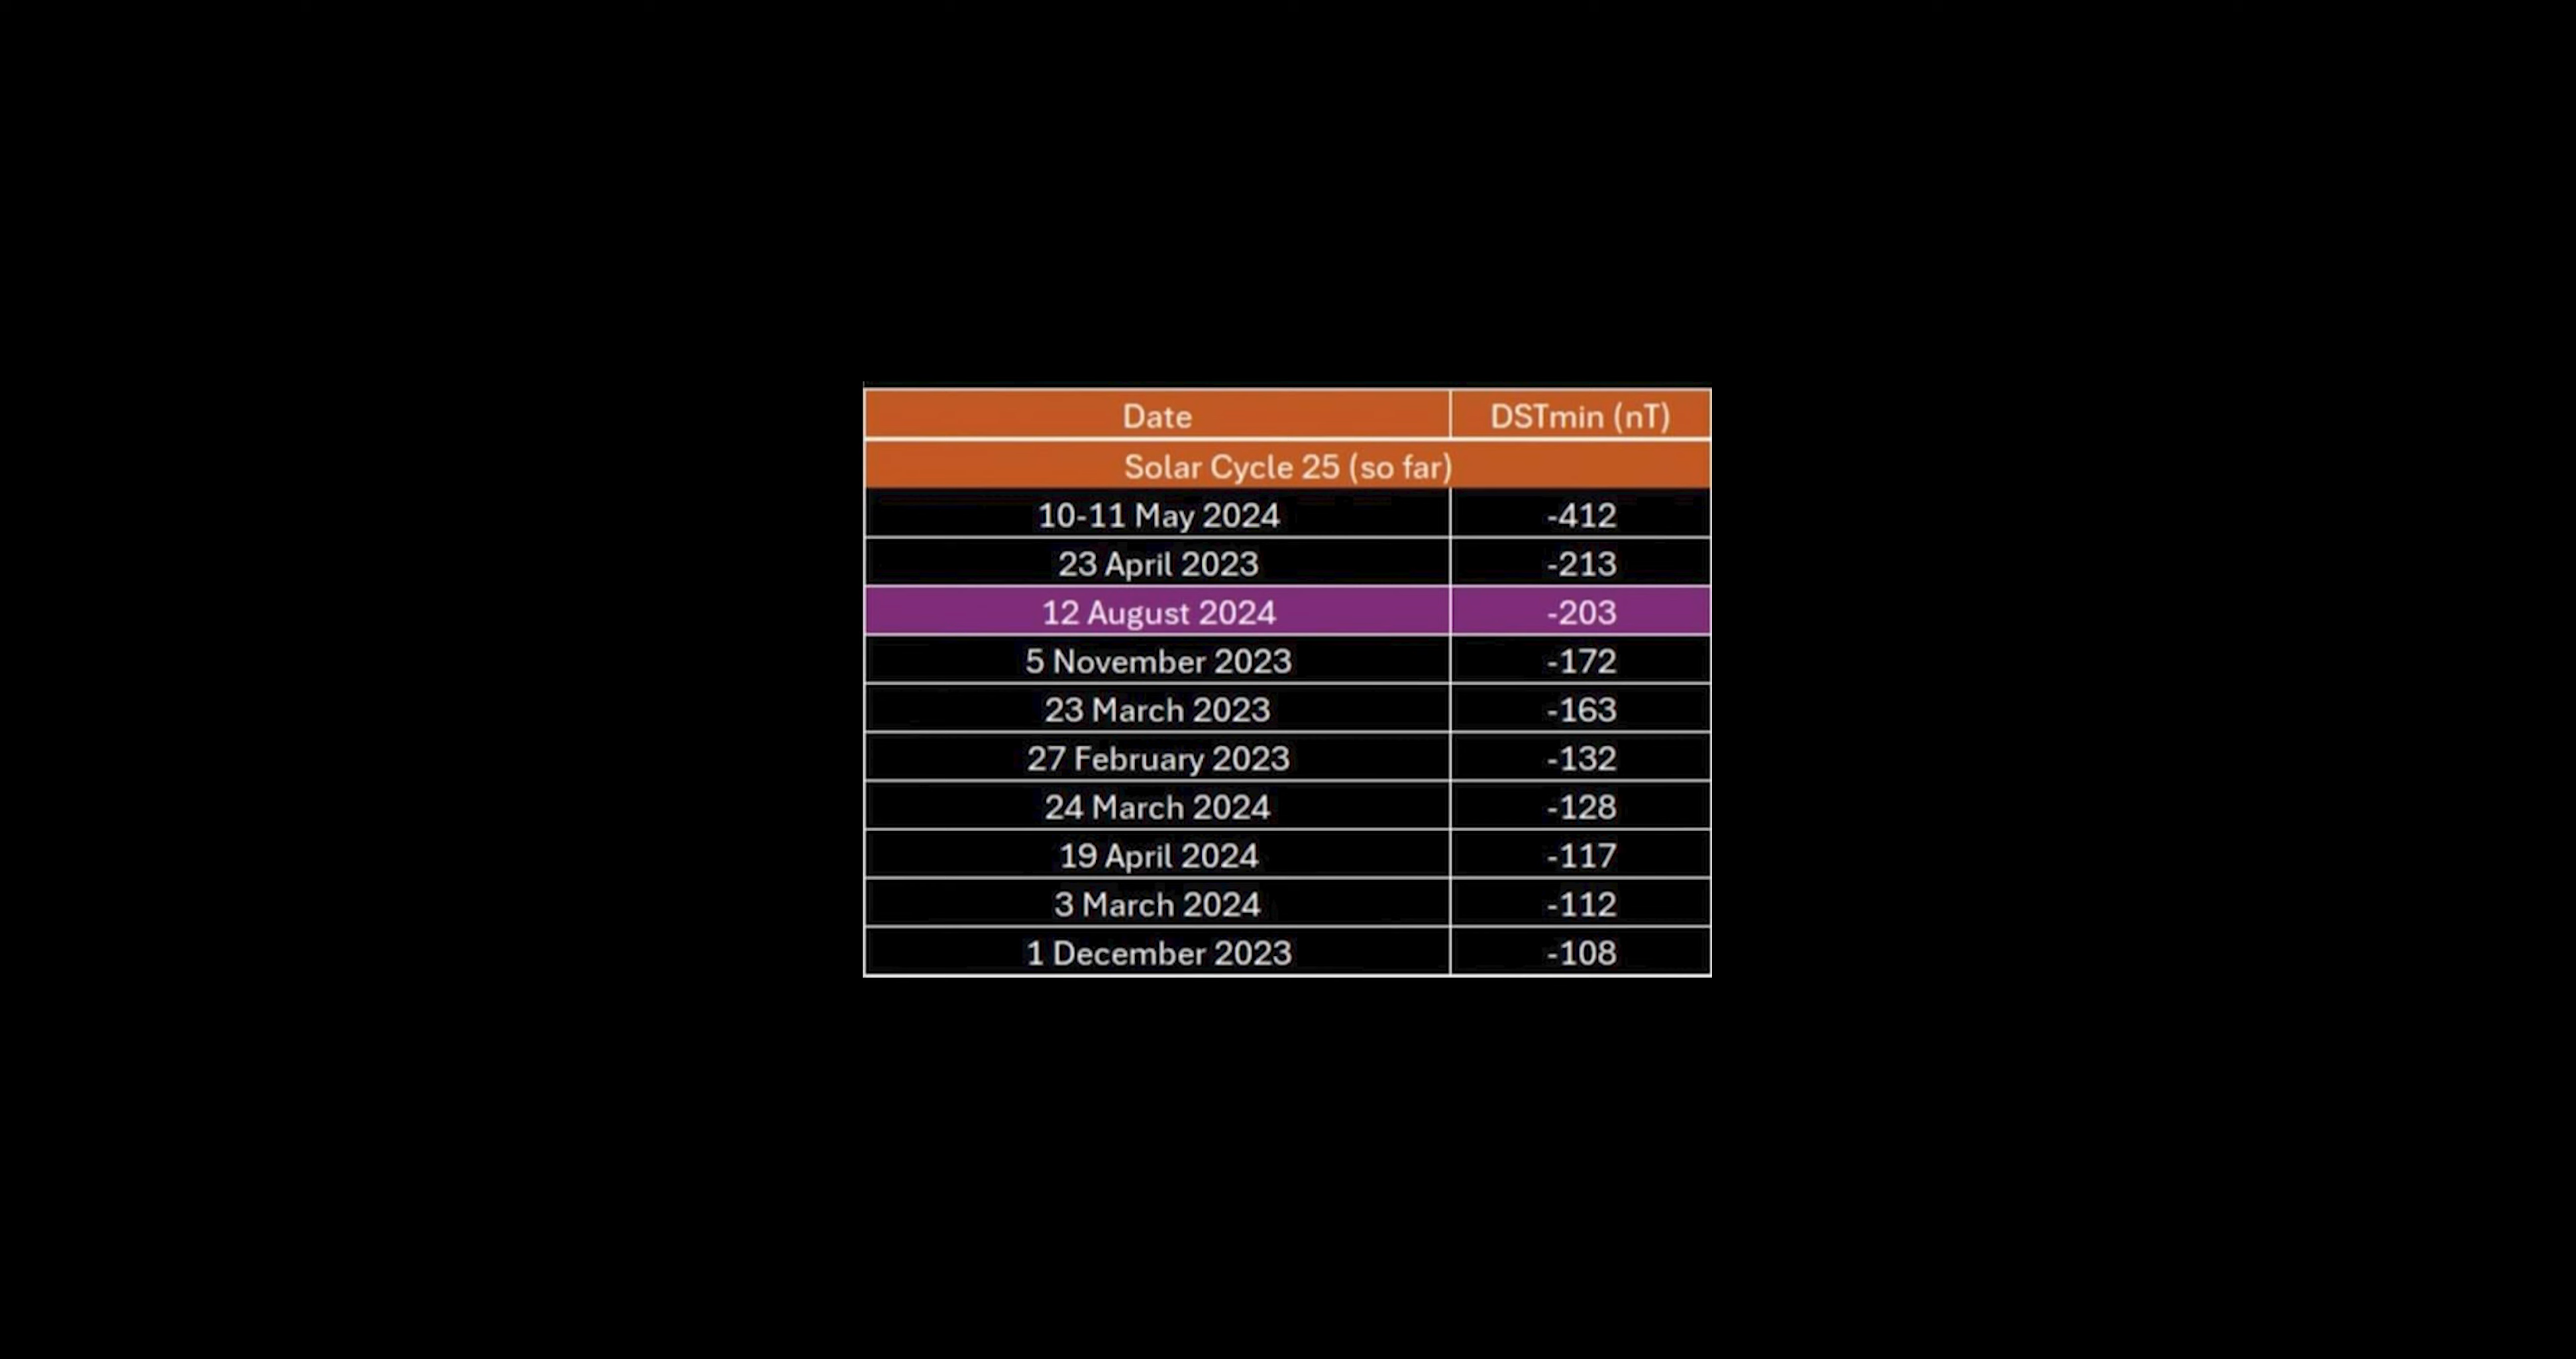 Date DSTmin (nT)
Solar Cycle 25 (so far)
10-11 May 2024 -412
23 April 2023 -213
12 August 2024 -203
5 November 2023 -172
23 March 2023 -163
27 February 2023 -132
24 March 2024 -128
19 April 2024 -117
3 March 2024 -112
1 December 2023 -108